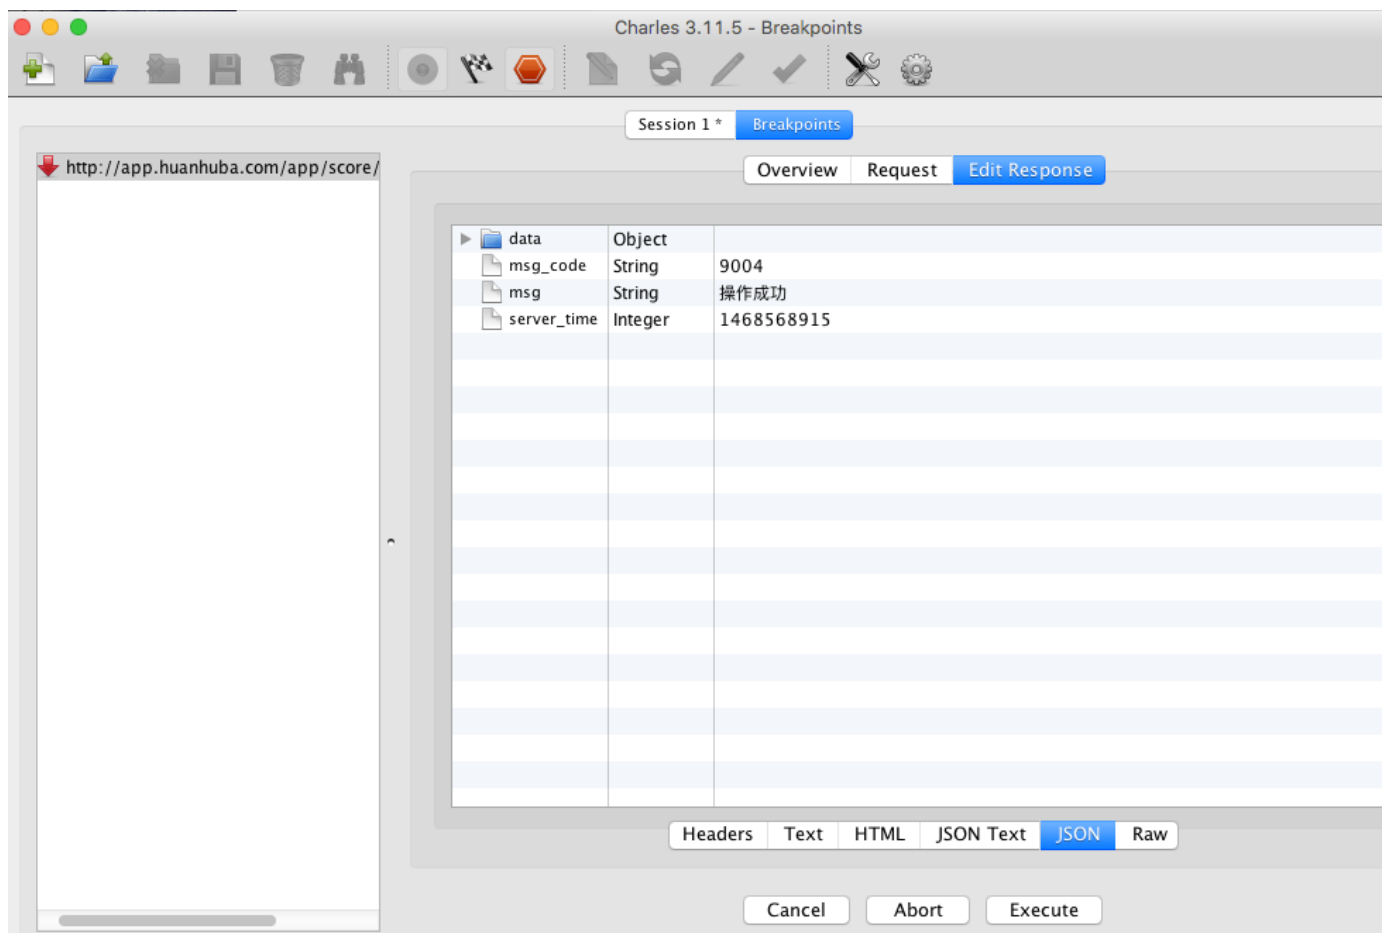 Charles 3.11.5 - Breakpoints
Session 1 * Breakpoints
http://app.huanhuba.com/app/score/
Overview Request Edit Response
data Object
msg_code String 9004
msg String 操作成功
server_time Integer 1468568915
Headers Text HTML JSON Text JSON Raw
Cancel Abort Execute